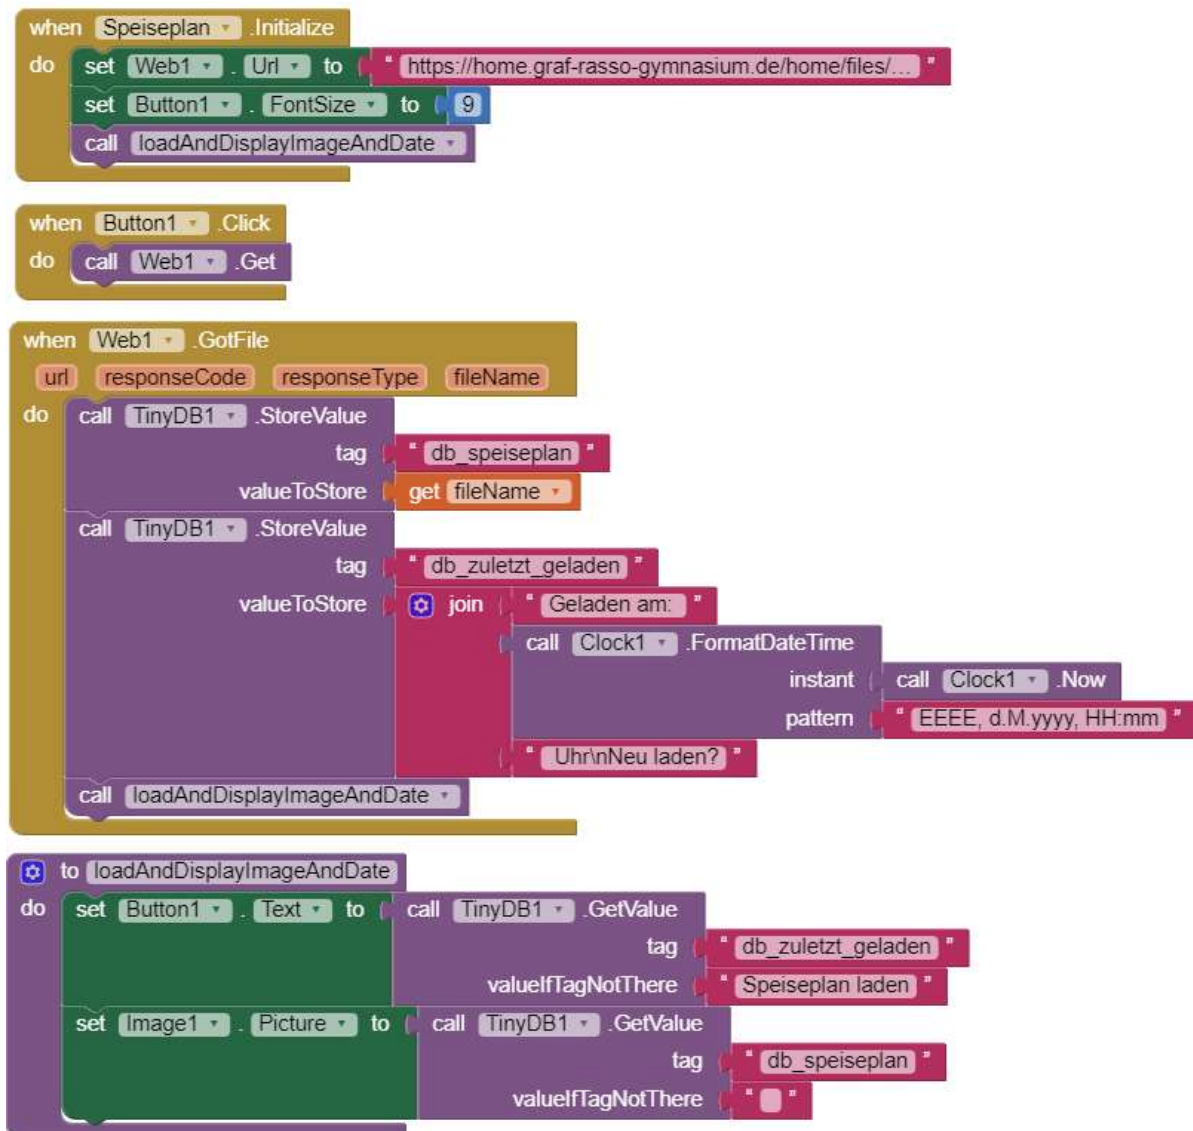 when Speiseplan .Initialize
do set Web1 . Url to " https://home.graf-rasso-gymnasium.de/home/files/... "
set Button1 . FontSize to 9
call loadAndDisplayImageAndDate
when Button1 .Click
do call Web1 .Get
when Web1 .GotFile
url responseCode responseType fileName
do call TinyDB1 .StoreValue
tag " db_speiseplan "
valueToStore get fileName
call TinyDB1 .StoreValue
tag " db_zuletzt_geladen "
valueToStore join " Geladen am: "
call Clock1 .FormatDateTime
instant call Clock1 .Now
pattern " EEEE, d.M.yyyy, HH:mm "
" Uhr\nNeu laden? "
call loadAndDisplayImageAndDate
to loadAndDisplayImageAndDate
do set Button1 . Text to call TinyDB1 .GetValue
tag " db_zuletzt_geladen "
valueIfTagNotThere " Speiseplan laden "
set Image1 . Picture to call TinyDB1 .GetValue
tag " db_speiseplan "
valueIfTagNotThere " "